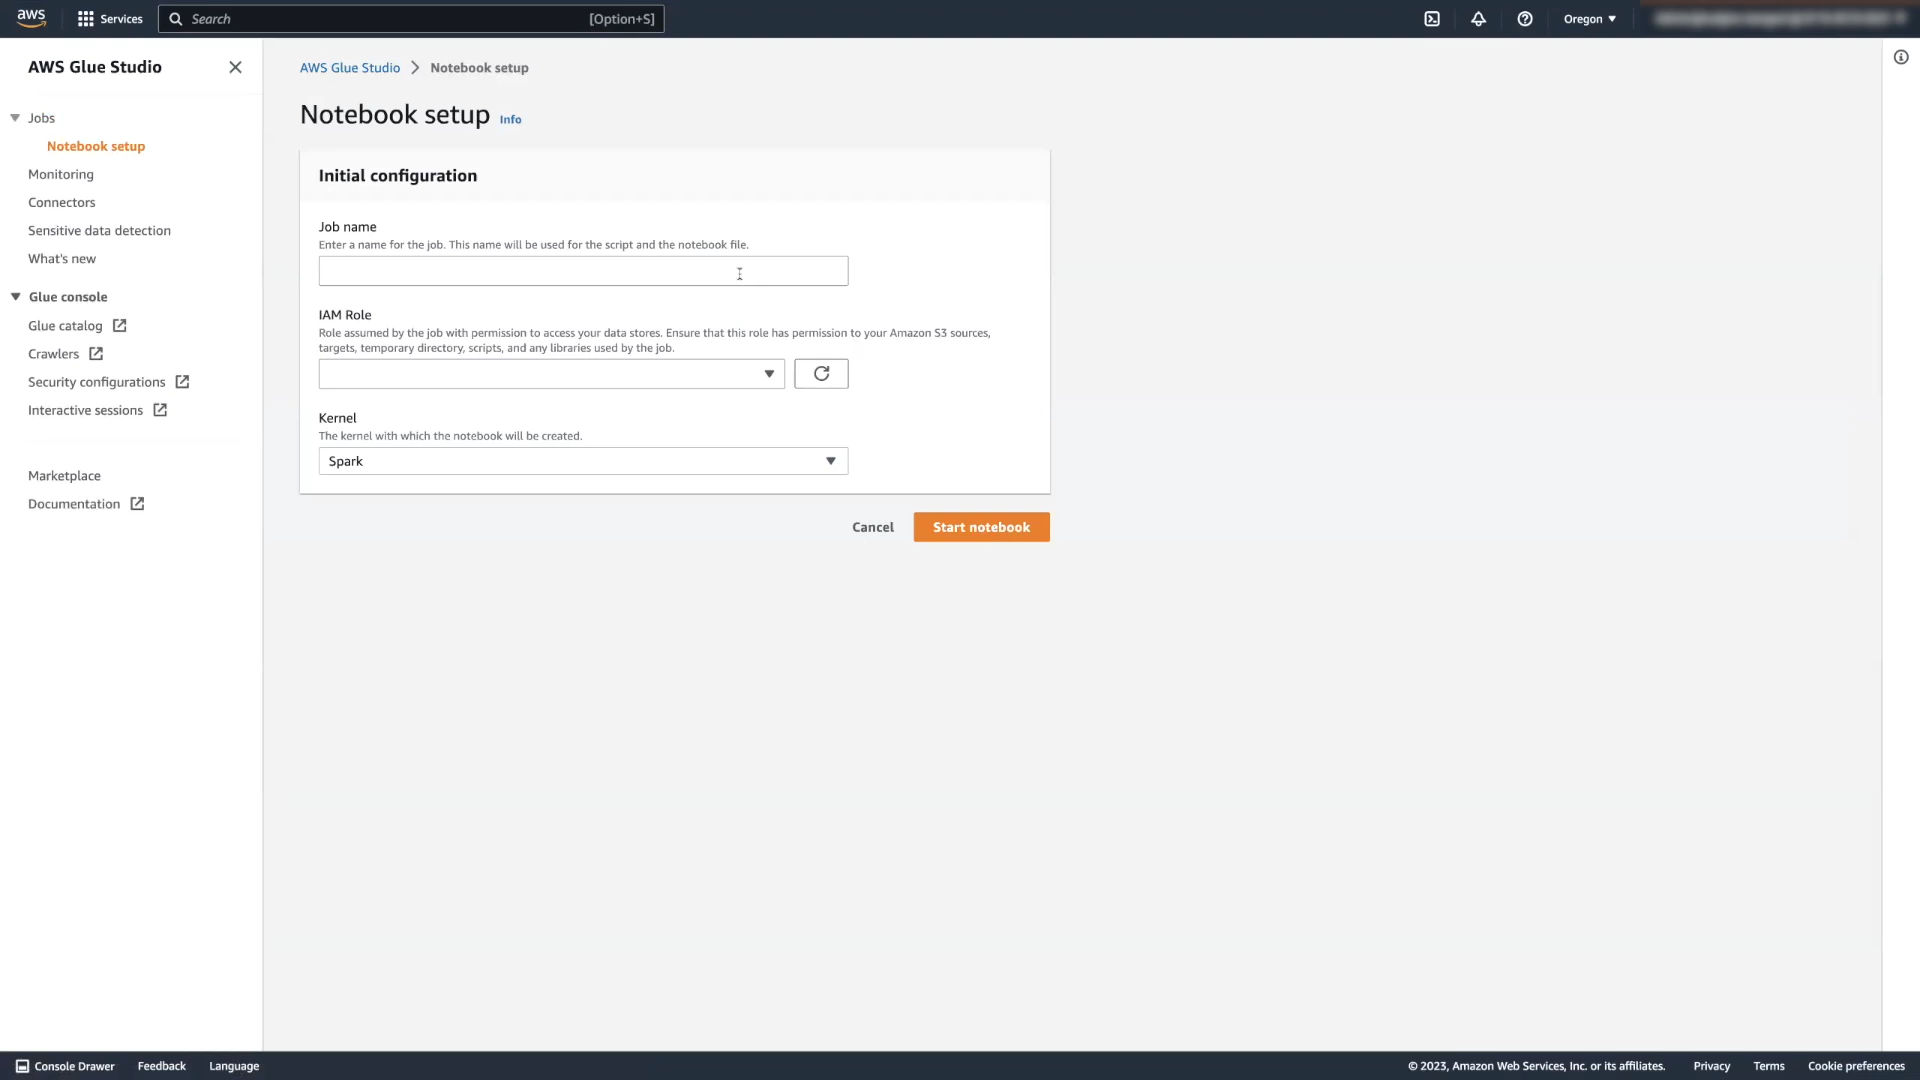 aws
Services
Search
[Option+S]
Oregon
AWS Glue Studio
Jobs
Notebook setup
Monitoring
Connectors
Sensitive data detection
What's new
Glue console
Glue catalog
Crawlers
Security configurations
Interactive sessions
Marketplace
Documentation
AWS Glue Studio
Notebook setup
Notebook setup Info
Initial configuration
Job name
Enter a name for the job. This name will be used for the script and the notebook file.
IAM Role
Role assumed by the job with permission to access your data stores. Ensure that this role has permission to your Amazon S3 sources,
targets, temporary directory, scripts, and any libraries used by the job.
Kernel
The kernel with which the notebook will be created.
Spark
Cancel
Start notebook
Console Drawer
Feedback
Language
© 2023, Amazon Web Services, Inc. or its affiliates.
Privacy
Terms
Cookie preferences